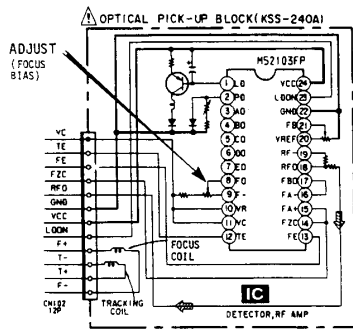 ⚠ OPTICAL PICK-UP BLOCK(KSS-240A)
ADJUST
(FOCUS
BIAS)
M52103FP
1 LD
2 PD
3 AO
4 BO
5 CO
6 DO
7 EO
8 FO
9 F-
10 VR
11 VC
12 TE
VCC 24
LDON 23
GND 22
FB 21
VREF 20
RF- 19
RFO 18
FBD 17
FA- 16
FA+ 15
FZC 14
FE 13
VC
TE
FE
FZC
RFO
GND
VCC
LDON
F+
T-
T+
F-
CN102
12P
FOCUS
COIL
TRACKING
COIL
IC
DETECTOR,RF AMP